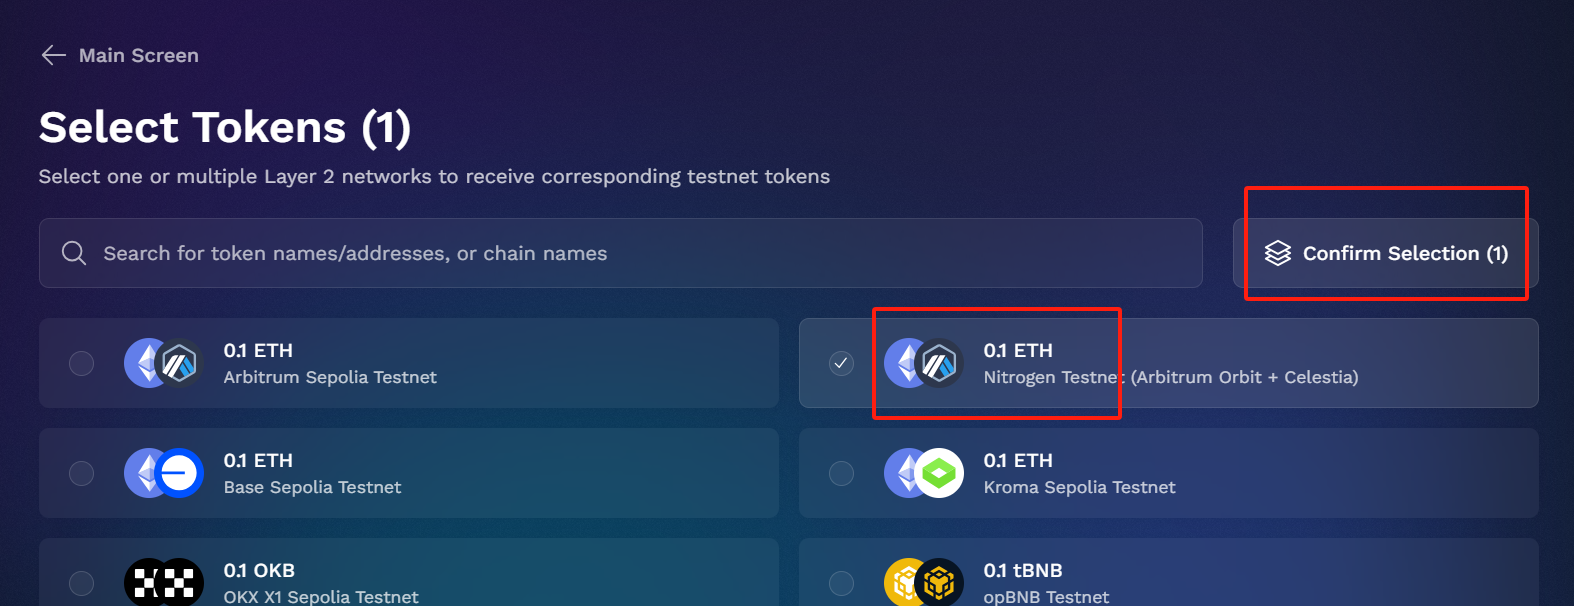 Main Screen
Select Tokens (1)
Select one or multiple Layer 2 networks to receive corresponding testnet tokens
Search for token names/addresses, or chain names
Confirm Selection (1)
0.1 ETH
Arbitrum Sepolia Testnet
0.1 ETH
Nitrogen Testnet (Arbitrum Orbit + Celestia)
0.1 ETH
Base Sepolia Testnet
0.1 ETH
Kroma Sepolia Testnet
0.1 OKB
OKX X1 Sepolia Testnet
0.1 tBNB
opBNB Testnet